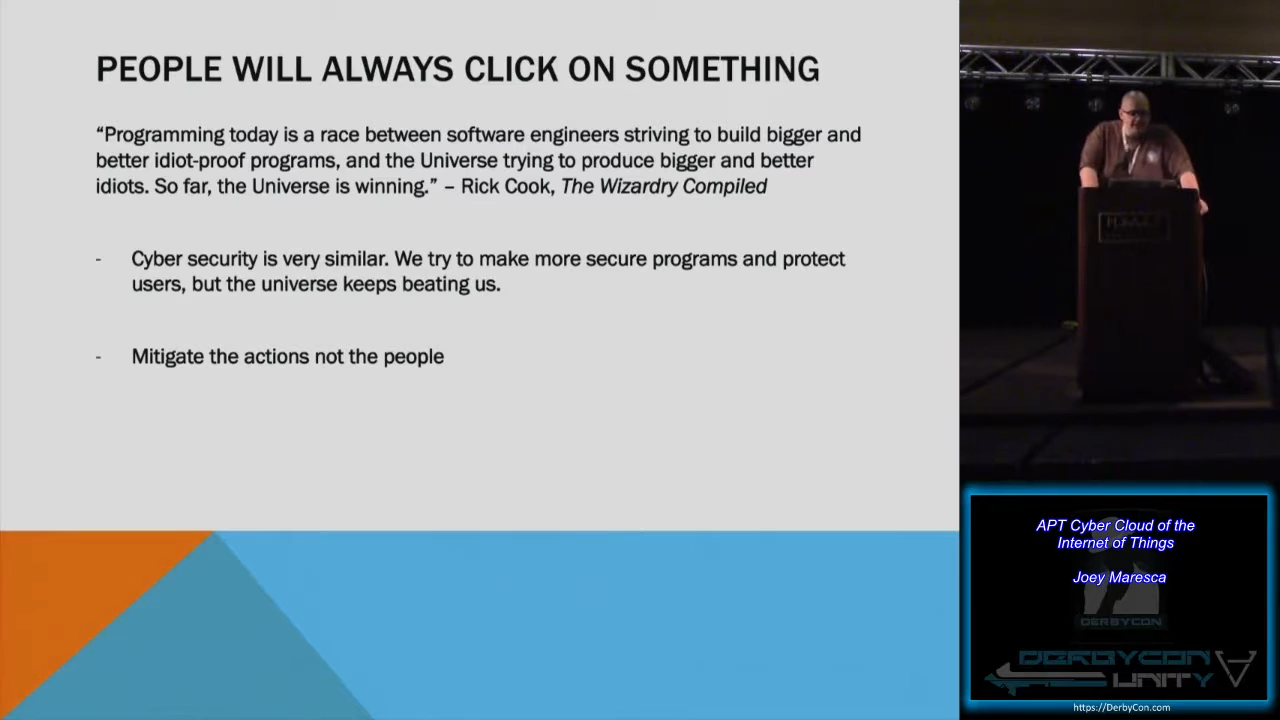 PEOPLE WILL ALWAYS CLICK ON SOMETHING
“Programming today is a race between software engineers striving to build bigger and
better idiot-proof programs, and the Universe trying to produce bigger and better
idiots. So far, the Universe is winning.” – Rick Cook, The Wizardry Compiled
- Cyber security is very similar. We try to make more secure programs and protect
users, but the universe keeps beating us.
- Mitigate the actions not the people
APT Cyber Cloud of the
Internet of Things
Joey Maresca
DERBYCON
DERBYCON
UNITY
https://DerbyCon.com